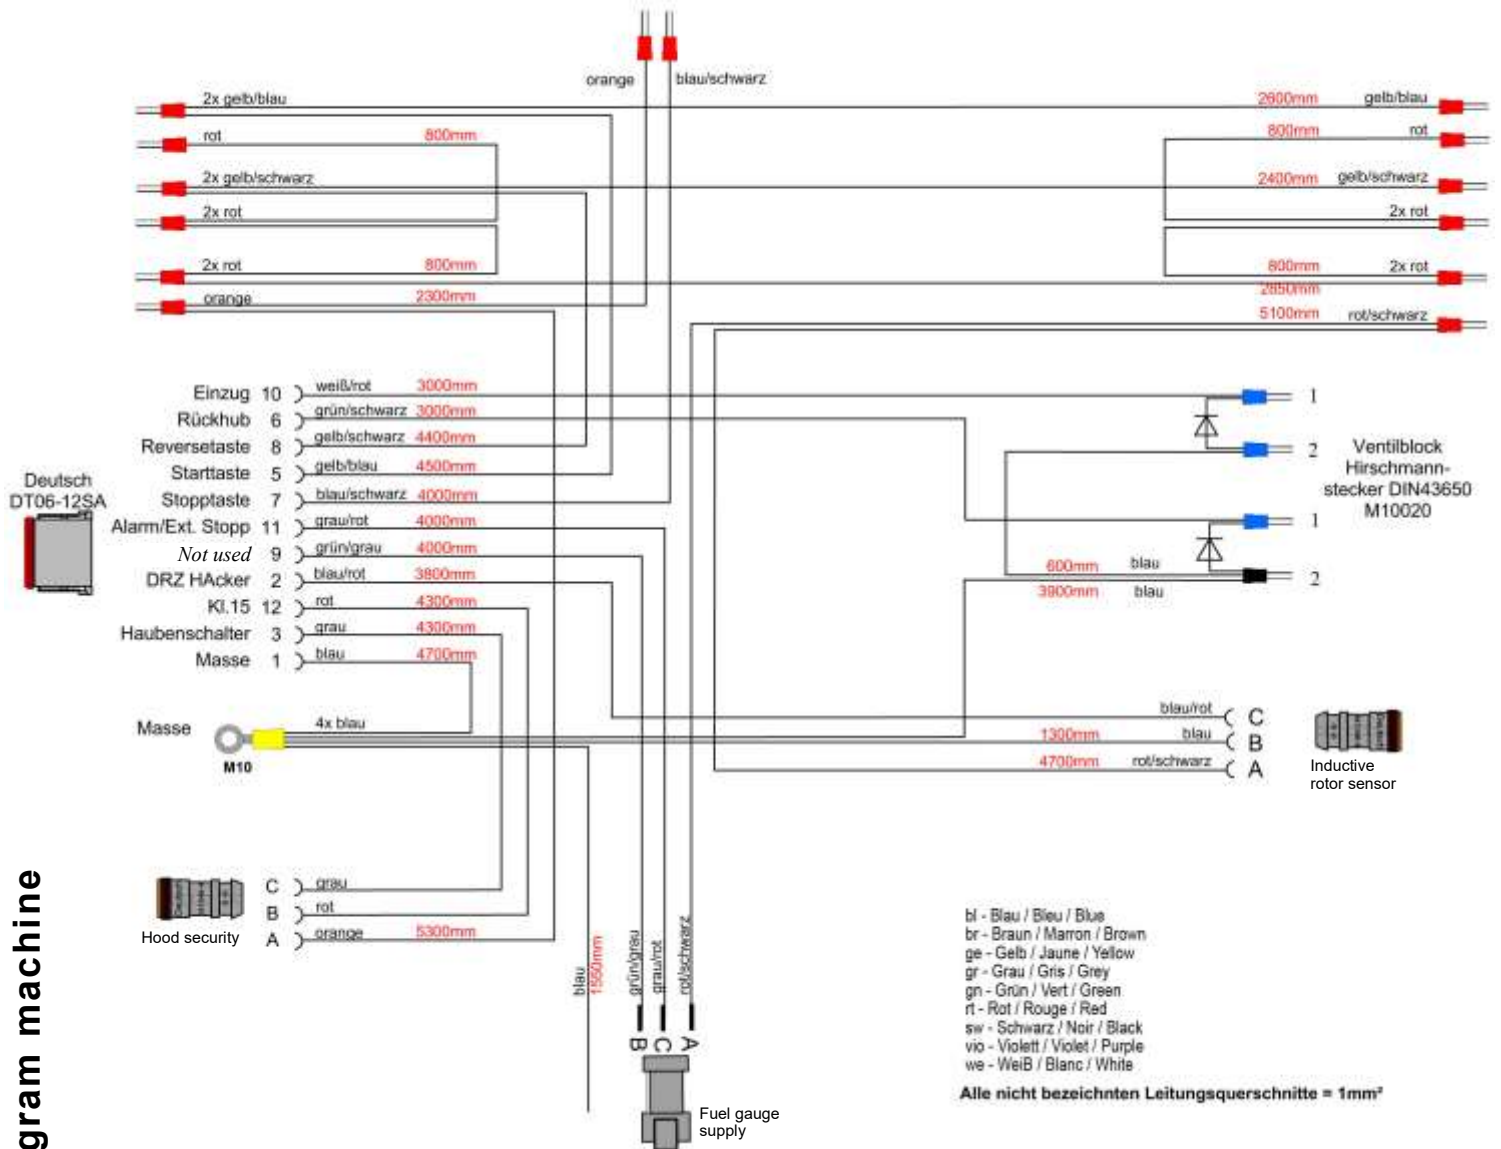 orange
blau/schwarz
2x gelb/blau
2600mm gelb/blau
rot 800mm
800mm rot
2x gelb/schwarz
2400mm gelb/schwarz
2x rot
2x rot
2x rot 800mm
800mm 2x rot
orange 2300mm
2850mm
5100mm rot/schwarz
Einzug 10 weiß/rot 3000mm
Rückhub 6 grün/schwarz 3000mm
Reversetaste 8 gelb/schwarz 4400mm
Starttaste 5 gelb/blau 4500mm
Stopptaste 7 blau/schwarz 4000mm
Alarm/Ext. Stopp 11 grau/rot 4000mm
Not used 9 grün/grau 4000mm
DRZ HAcker 2 blau/rot 3800mm
Kl.15 12 rot 4300mm
Haubenschalter 3 grau 4300mm
Masse 1 blau 4700mm
Deutsch
DT06-12SA
1
2
1
2
Ventilblock
Hirschmann-
stecker DIN43650
M10020
600mm blau
3900mm blau
Masse
4x blau
M10
blau/rot C
1300mm blau B
4700mm rot/schwarz A
Inductive
rotor sensor
C grau
B rot
A orange 5300mm
Hood security
blau
1550mm
grün/grau
grau/rot
rot/schwarz
B C A
Fuel gauge
supply
bl - Blau / Bleu / Blue
br - Braun / Marron / Brown
ge - Gelb / Jaune / Yellow
gr - Grau / Gris / Grey
gn - Grün / Vert / Green
rt - Rot / Rouge / Red
sw - Schwarz / Noir / Black
vio - Violett / Violet / Purple
we - WeiB / Blanc / White
Alle nicht bezeichnten Leitungsquerschnitte = 1mm²
gram machine